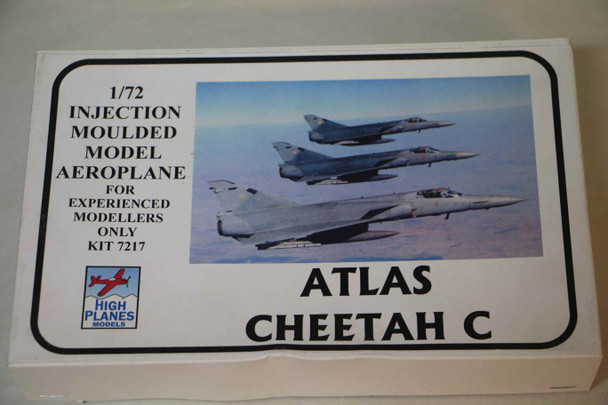 1/72
INJECTION
MOULDED
MODEL
AEROPLANE
FOR
EXPERIENCED
MODELLERS
ONLY
KIT 7217
HIGH
PLANES
MODELS
ATLAS
CHEETAH C